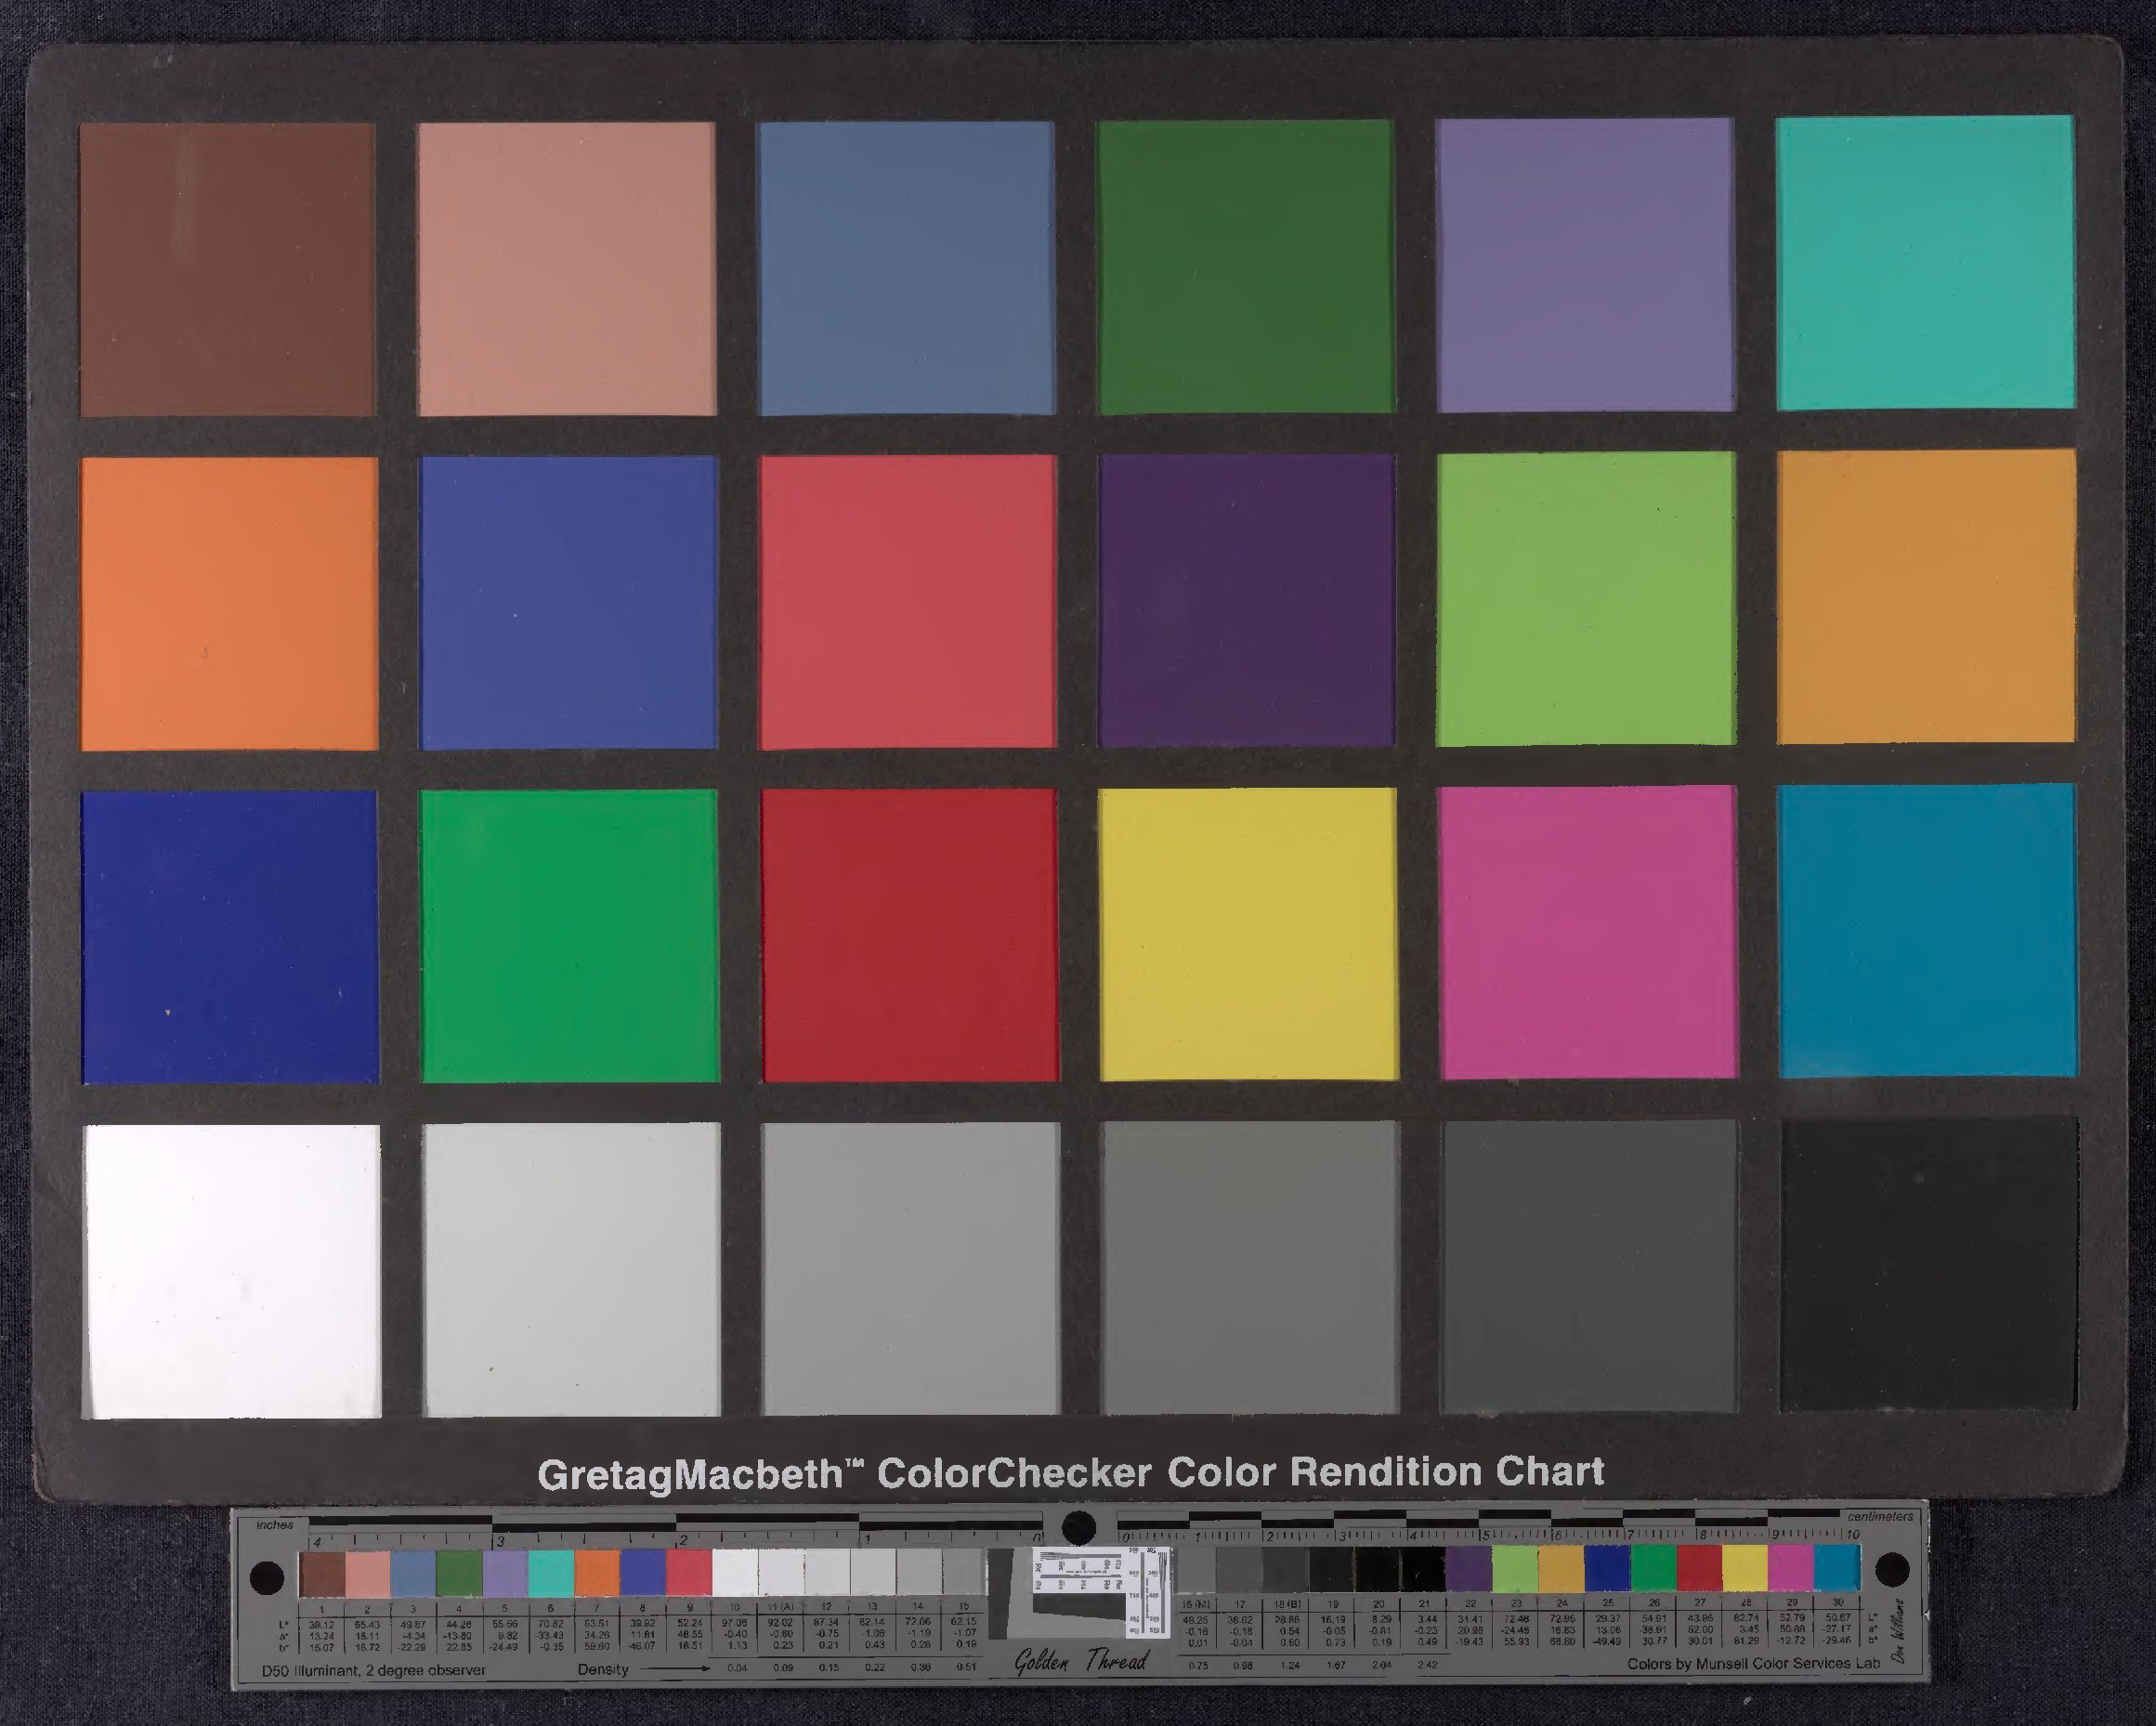 GretagMacbeth™ ColorChecker Color Rendition Chart
inches
centimeters
4 3 2 1 0
0 1 2 3 4 5 6 7 8 9 10
1 2 3 4 5 6 7 8 9 10 11 (A) 12 13 14 15
L* 39.12 65.43 49.87 44.26 55.56 70.82 63.51 39.92 52.24 97.06 92.02 87.34 82.14 72.06 62.15
a* 13.24 18.11 -4.34 -13.80 9.82 -33.43 34.26 11.81 48.55 -0.40 -0.60 -0.75 -1.06 -1.19 -1.07
b* 15.07 18.72 -22.29 22.85 -24.49 -0.35 59.60 -46.07 18.51 1.13 0.23 0.21 0.43 0.28 0.19
D50 Illuminant, 2 degree observer
Density
0.04 0.09 0.15 0.22 0.36 0.51
Golden Thread
16 (M) 17 18 (B) 19 20 21 22 23 24 25 26 27 28 29 30
49.25 38.62 28.86 16.19 8.29 3.44 31.41 72.46 72.95 29.37 54.91 43.96 82.74 52.79 50.87 L*
-0.16 -0.18 0.54 -0.05 -0.81 -0.23 20.98 -24.45 16.83 13.06 -38.91 52.00 3.45 50.88 -27.17 a*
0.01 -0.04 0.60 0.73 0.19 0.49 -19.43 55.93 68.80 -49.49 30.77 30.01 81.29 -12.72 -29.46 b*
0.75 0.98 1.24 1.67 2.04 2.42
Colors by Munsell Color Services Lab
Don Williams